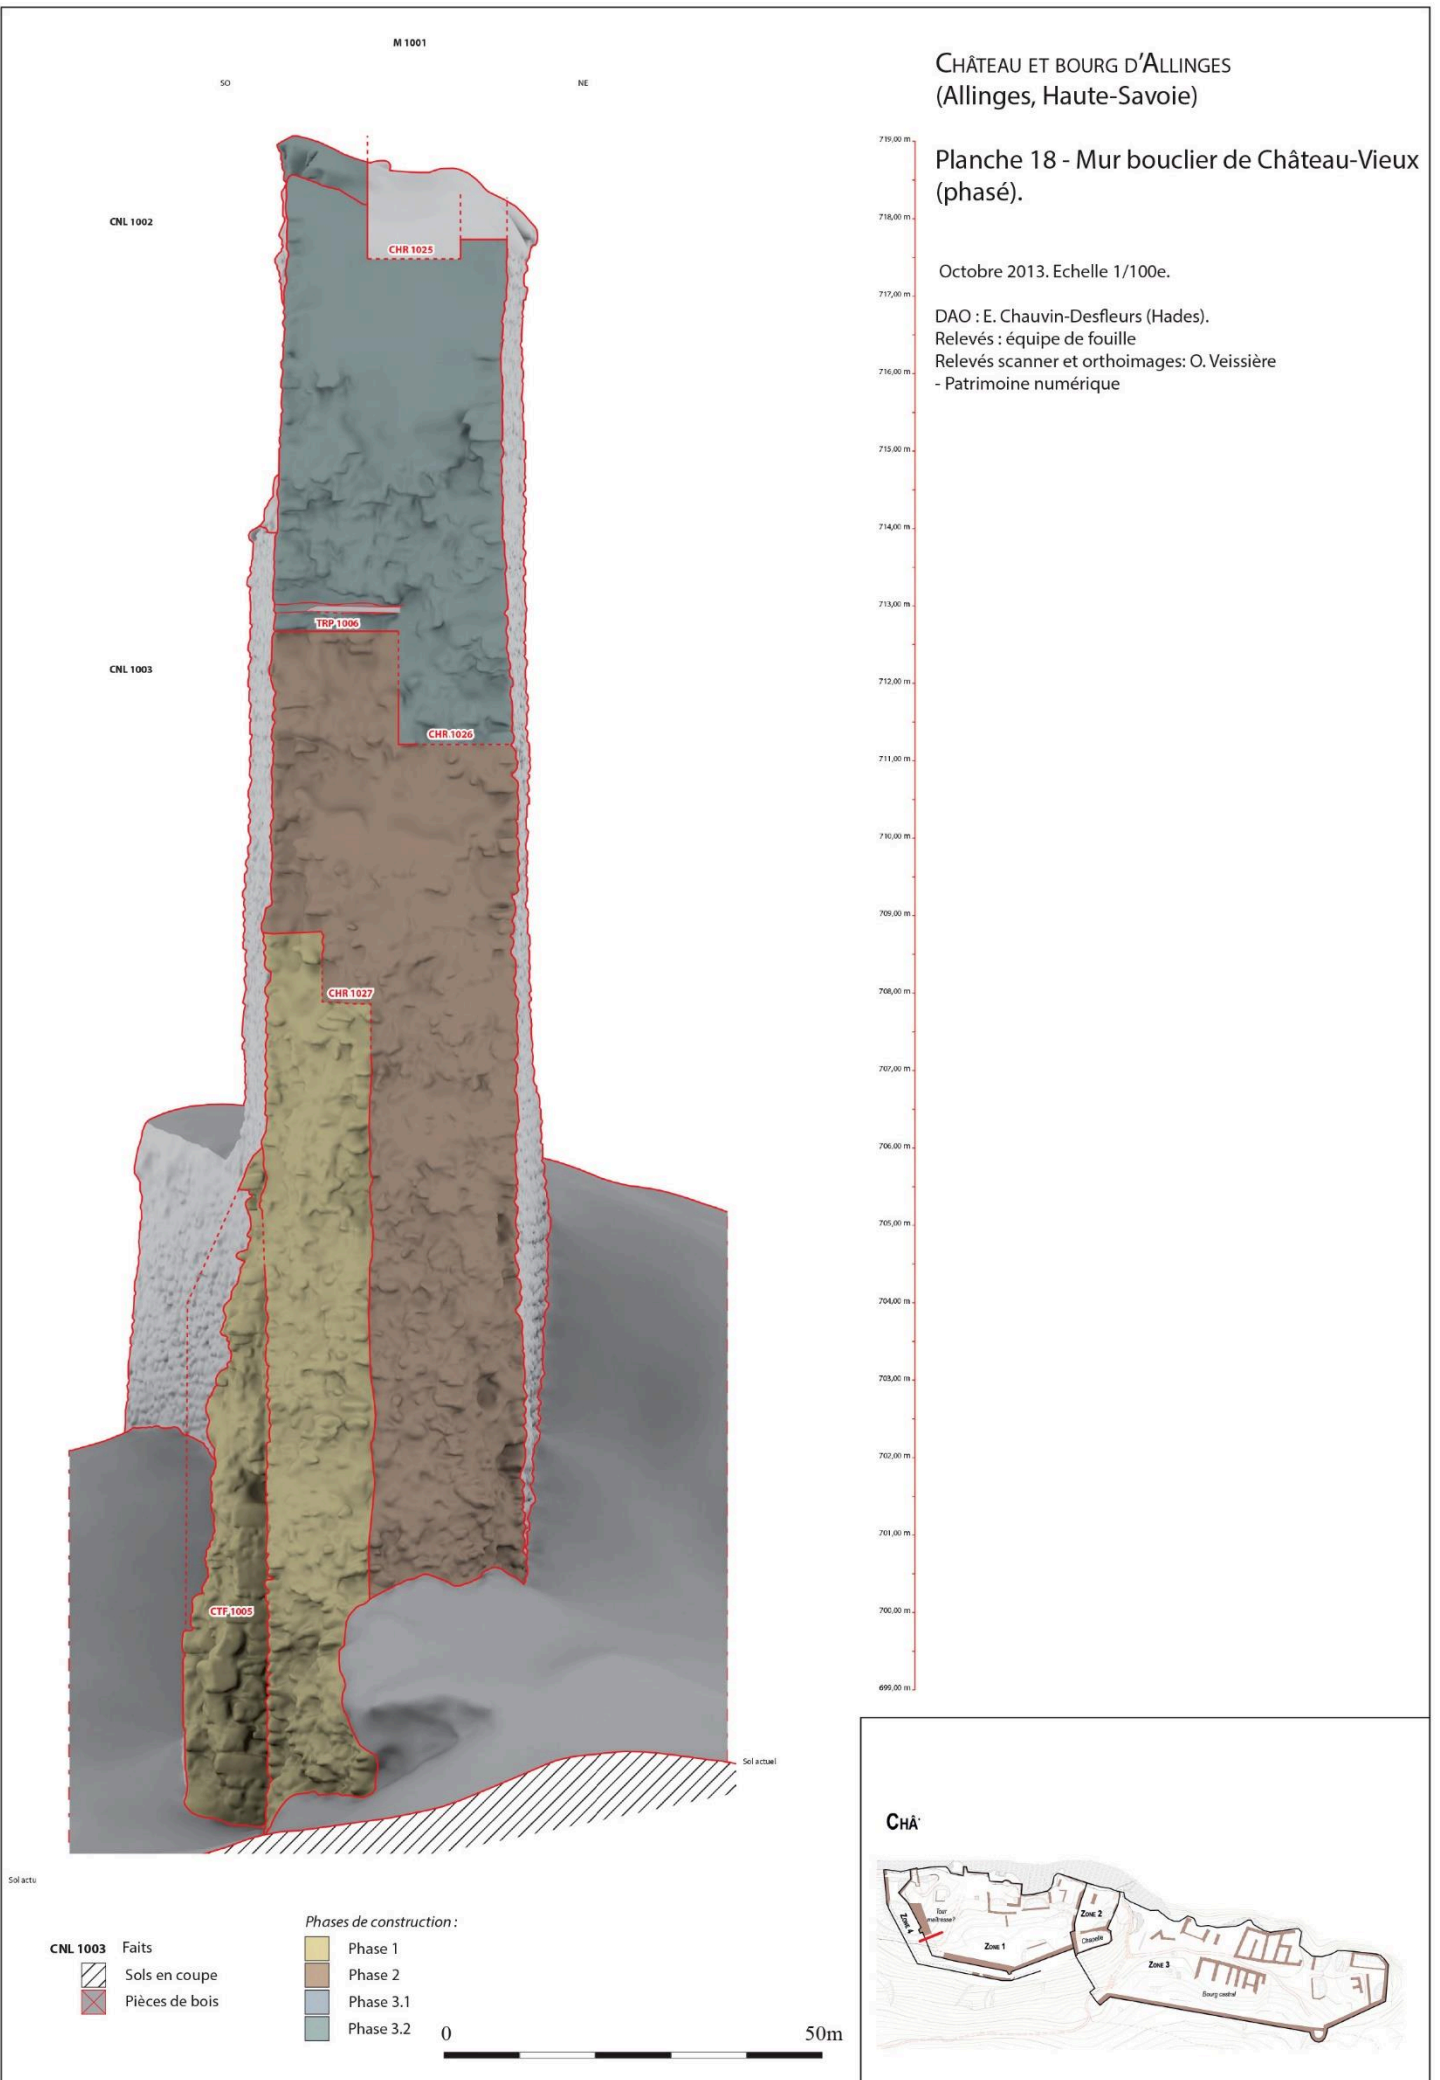 M 1001
SO
NE
CHÂTEAU ET BOURG D'ALLINGES
(Allinges, Haute-Savoie)
Planche 18 - Mur bouclier de Château-Vieux
(phasé).
Octobre 2013. Echelle 1/100e.
DAO : E. Chauvin-Desfleurs (Hades).
Relevés : équipe de fouille
Relevés scanner et orthoimages: O. Veissière
- Patrimoine numérique
719,00 m
718,00 m
717,00 m
716,00 m
715,00 m
714,00 m
713,00 m
712,00 m
711,00 m
710,00 m
709,00 m
708,00 m
707,00 m
706,00 m
705,00 m
704,00 m
703,00 m
702,00 m
701,00 m
700,00 m
699,00 m
CNL 1002
CHR 1025
TRP 1006
CNL 1003
CHR 1026
CHR 1027
CTF 1005
Sol actuel
Sol actu
CNL 1003 Faits
Sols en coupe
Pièces de bois
Phases de construction :
Phase 1
Phase 2
Phase 3.1
Phase 3.2
0 50m
CHÂ
ZONE 4
Tour
maîtresse?
ZONE 1
ZONE 2
Chapelle
ZONE 3
Bourg castral